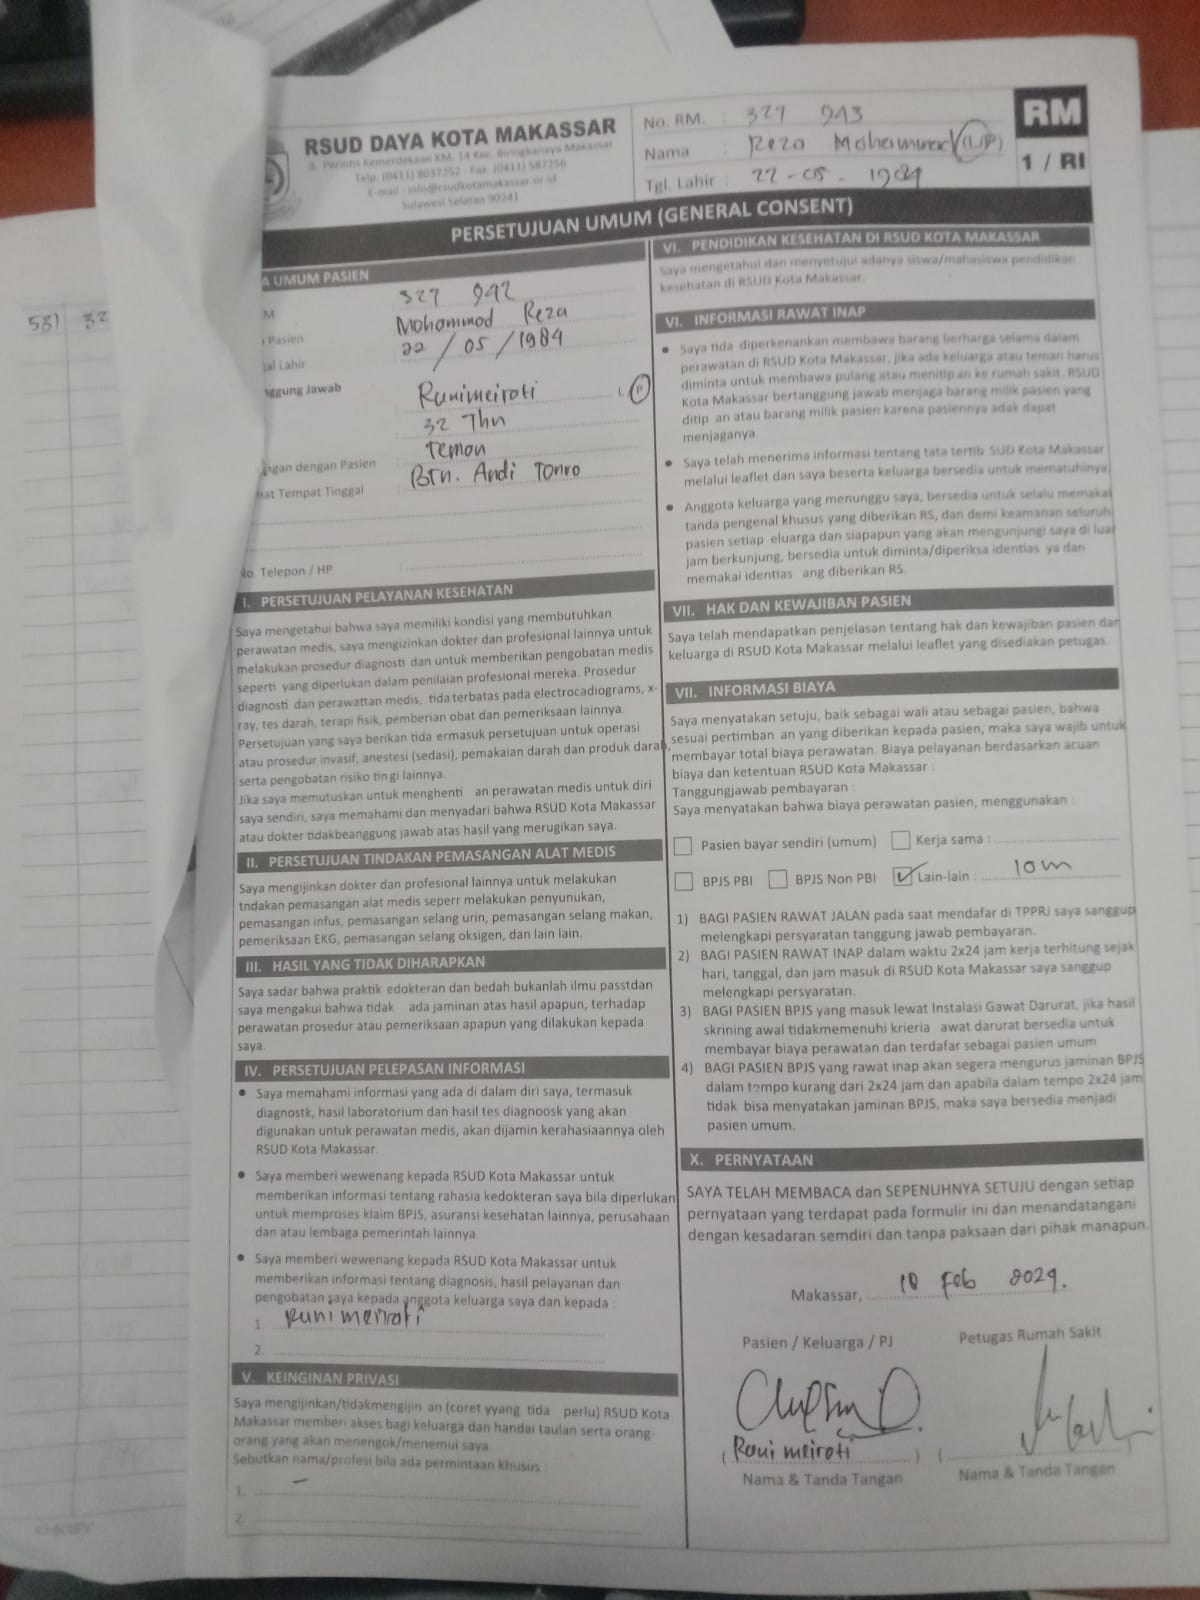 RSUD DAYA KOTA MAKASSAR
JL. Perintis Kemerdekaan KM. 14 Kec. Biringkanaya Makassar
Telp. (0411) 8037252 - Fax. (0411) 587256
E-mail : info@rsudkotamakassar.or.id
Sulawesi Selatan 90241
No. RM. : 327 943
Nama : Reza Mohammad (L/P)
Tgl. Lahir : 22-05-1984
RM
1 / RI
PERSETUJUAN UMUM (GENERAL CONSENT)
A UMUM PASIEN
M 327 942
Pasien Mohammad Reza
al Lahir 22/05/1984
nggung Jawab
: Runimeirati L P
: 32 Thn
ngan dengan Pasien Teman
at Tempat Tinggal : BTN. Andi Tonro
No. Telepon / HP :
I. PERSETUJUAN PELAYANAN KESEHATAN
Saya mengetahui bahwa saya memiliki kondisi yang membutuhkan
perawatan medis, saya mengizinkan dokter dan profesional lainnya untuk
melakukan prosedur diagnosti dan untuk memberikan pengobatan medis
seperti yang diperlukan dalam penilaian profesional mereka. Prosedur
diagnosti dan perawattan medis, tida terbatas pada electrocadiograms, x-
ray, tes darah, terapi fisik, pemberian obat dan pemeriksaan lainnya.
Persetujuan yang saya berikan tida ermasuk persetujuan untuk operasi
atau prosedur invasif, anestesi (sedasi), pemakaian darah dan produk darah,
serta pengobatan risiko tin gi lainnya.
Jika saya memutuskan untuk menghenti an perawatan medis untuk diri
saya sendiri, saya memahami dan menyadari bahwa RSUD Kota Makassar
atau dokter tidakbeanggung jawab atas hasil yang merugikan saya.
II. PERSETUJUAN TINDAKAN PEMASANGAN ALAT MEDIS
Saya mengijinkan dokter dan profesional lainnya untuk melakukan
tndakan pemasangan alat medis seperr melakukan penyunukan,
pemasangan infus, pemasangan selang urin, pemasangan selang makan,
pemeriksaan EKG, pemasangan selang oksigen, dan lain lain.
III. HASIL YANG TIDAK DIHARAPKAN
Saya sadar bahwa praktik edokteran dan bedah bukanlah ilmu passtdan
saya mengakui bahwa tidak ada jaminan atas hasil apapun, terhadap
perawatan prosedur atau pemeriksaan apapun yang dilakukan kepada
saya.
IV. PERSETUJUAN PELEPASAN INFORMASI
• Saya memahami informasi yang ada di dalam diri saya, termasuk
diagnostk, hasil laboratorium dan hasil tes diagnoosk yang akan
digunakan untuk perawatan medis, akan dijamin kerahasiaannya oleh
RSUD Kota Makassar.
• Saya memberi wewenang kepada RSUD Kota Makassar untuk
memberikan informasi tentang rahasia kedokteran saya bila diperlukan
untuk memproses klaim BPJS, asuransi kesehatan lainnya, perusahaan
dan atau lembaga pemerintah lainnya.
• Saya memberi wewenang kepada RSUD Kota Makassar untuk
memberikan informasi tentang diagnosis, hasil pelayanan dan
pengobatan saya kepada anggota keluarga saya dan kepada :
1. Runi meirati
2.
V. KEINGINAN PRIVASI
Saya mengijinkan/tidakmengijin an (coret yyang tida perlu) RSUD Kota
Makassar memberi akses bagi keluarga dan handai taulan serta orang-
orang yang akan menengok/menemui saya.
Sebutkan nama/profesi bila ada permintaan khusus :
1. –
2.
VI. PENDIDIKAN KESEHATAN DI RSUD KOTA MAKASSAR
Saya mengetahui dan menyetujui adanya siswa/mahasiswa pendidikan
kesehatan di RSUD Kota Makassar.
VI. INFORMASI RAWAT INAP
• Saya tida diperkenankan membawa barang berharga selama dalam
perawatan di RSUD Kota Makassar, jika ada keluarga atau teman harus
diminta untuk membawa pulang atau menitip an ke rumah sakit. RSUD
Kota Makassar bertanggung jawab menjaga barang milik pasien yang
ditip an atau barang milik pasien karena pasiennya adak dapat
menjaganya.
• Saya telah menerima informasi tentang tata tertib SUD Kota Makassar
melalui leaflet dan saya beserta keluarga bersedia untuk mematuhinya
• Anggota keluarga yang menunggu saya, bersedia untuk selalu memakai
tanda pengenal khusus yang diberikan RS, dan demi keamanan seluruh
pasien setiap eluarga dan siapapun yang akan mengunjungi saya di luar
jam berkunjung, bersedia untuk diminta/diperiksa identias ya dan
memakai identias ang diberikan RS.
VII. HAK DAN KEWAJIBAN PASIEN
Saya telah mendapatkan penjelasan tentang hak dan kewajiban pasien dan
keluarga di RSUD Kota Makassar melalui leaflet yang disediakan petugas.
VII. INFORMASI BIAYA
Saya menyatakan setuju, baik sebagai wali atau sebagai pasien, bahwa
sesuai pertimban an yang diberikan kepada pasien, maka saya wajib untuk
membayar total biaya perawatan. Biaya pelayanan berdasarkan acuan
biaya dan ketentuan RSUD Kota Makassar :
Tanggungjawab pembayaran :
Saya menyatakan bahwa biaya perawatan pasien, menggunakan :
Pasien bayar sendiri (umum) Kerja sama :
BPJS PBI BPJS Non PBI ✓ Lain-lain : IOM
1) BAGI PASIEN RAWAT JALAN pada saat mendafar di TPPRJ saya sanggup
melengkapi persyaratan tanggung jawab pembayaran.
2) BAGI PASIEN RAWAT INAP dalam waktu 2x24 jam kerja terhitung sejak
hari, tanggal, dan jam masuk di RSUD Kota Makassar saya sanggup
melengkapi persyaratan.
3) BAGI PASIEN BPJS yang masuk lewat Instalasi Gawat Darurat, jika hasil
skrining awal tidakmemenuhi krieria awat darurat bersedia untuk
membayar biaya perawatan dan terdafar sebagai pasien umum
4) BAGI PASIEN BPJS yang rawat inap akan segera mengurus jaminan BPJS
dalam tempo kurang dari 2x24 jam dan apabila dalam tempo 2x24 jam
tidak bisa menyatakan jaminan BPJS, maka saya bersedia menjadi
pasien umum.
X. PERNYATAAN
SAYA TELAH MEMBACA dan SEPENUHNYA SETUJU dengan setiap
pernyataan yang terdapat pada formulir ini dan menandatangani
dengan kesadaran semdiri dan tanpa paksaan dari pihak manapun.
Makassar, 10 Feb 2024.
Pasien / Keluarga / PJ Petugas Rumah Sakit
( Runi meirati ) (
Nama & Tanda Tangan Nama & Tanda Tangan
531 32